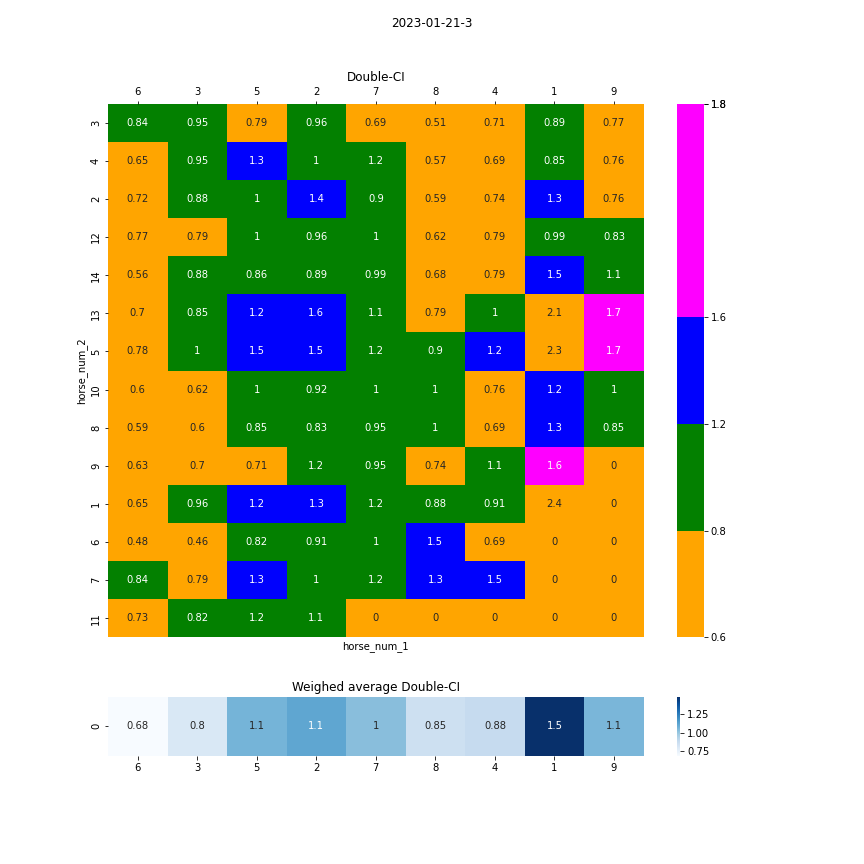 2023-01-21-3
Double-CI
6 3 5 2 7 8 4 1 9
3 0.84 0.95 0.79 0.96 0.69 0.51 0.71 0.89 0.77
4 0.65 0.95 1.3 1 1.2 0.57 0.69 0.85 0.76
2 0.72 0.88 1 1.4 0.9 0.59 0.74 1.3 0.76
12 0.77 0.79 1 0.96 1 0.62 0.79 0.99 0.83
14 0.56 0.88 0.86 0.89 0.99 0.68 0.79 1.5 1.1
13 0.7 0.85 1.2 1.6 1.1 0.79 1 2.1 1.7
5 0.78 1 1.5 1.5 1.2 0.9 1.2 2.3 1.7
10 0.6 0.62 1 0.92 1 1 0.76 1.2 1
8 0.59 0.6 0.85 0.83 0.95 1 0.69 1.3 0.85
9 0.63 0.7 0.71 1.2 0.95 0.74 1.1 1.6 0
1 0.65 0.96 1.2 1.3 1.2 0.88 0.91 2.4 0
6 0.48 0.46 0.82 0.91 1 1.5 0.69 0 0
7 0.84 0.79 1.3 1 1.2 1.3 1.5 0 0
11 0.73 0.82 1.2 1.1 0 0 0 0 0
horse_num_2
horse_num_1
1.8
1.6
1.2
0.8
0.6
Weighed average Double-CI
0 0.68 0.8 1.1 1.1 1 0.85 0.88 1.5 1.1
6 3 5 2 7 8 4 1 9
1.25
1.00
0.75